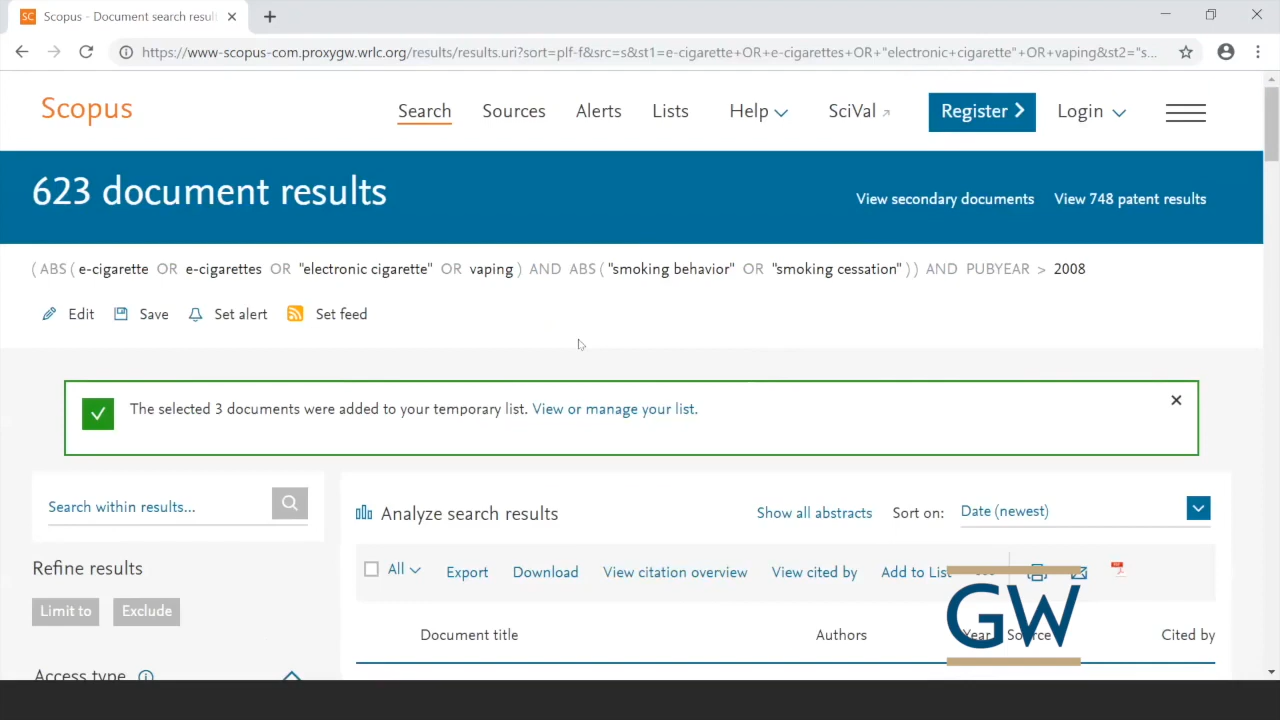 SC Scopus - Document search resul
https://www-scopus-com.proxygw.wrlc.org/results/results.uri?sort=plf-f&src=s&st1=e-cigarette+OR+e-cigarettes+OR+"electronic+cigarette"+OR+vaping&st2="s...
Scopus
Search Sources Alerts Lists Help SciVal Register Login
623 document results
View secondary documents View 748 patent results
( ABS ( e-cigarette OR e-cigarettes OR "electronic cigarette" OR vaping ) AND ABS ( "smoking behavior" OR "smoking cessation" ) ) AND PUBYEAR > 2008
Edit Save Set alert Set feed
The selected 3 documents were added to your temporary list. View or manage your list.
Search within results...
Analyze search results Show all abstracts Sort on: Date (newest)
Refine results
All Export Download View citation overview View cited by Add to List
Limit to Exclude
GW
Document title Authors Year Source Cited by
Access type